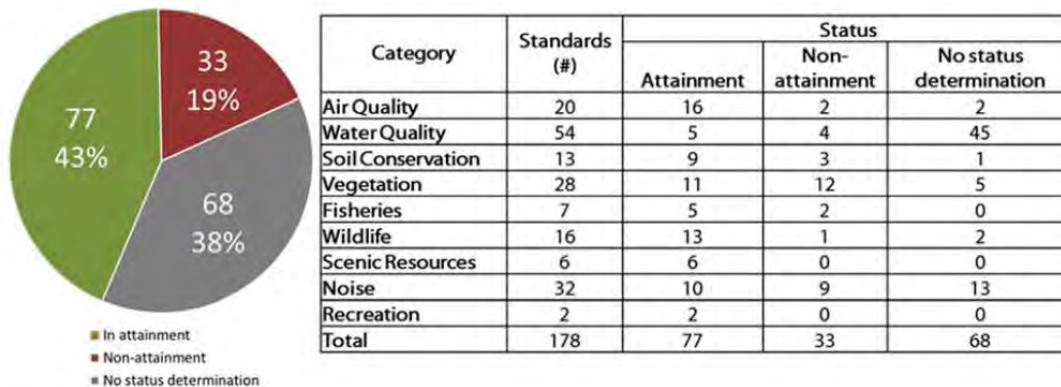 33
19%
77
43%
68
38%
In attainment
Non-attainment
No status determination
Category Standards (#) Status
Attainment Non-attainment No status determination
Air Quality 20 16 2 2
Water Quality 54 5 4 45
Soil Conservation 13 9 3 1
Vegetation 28 11 12 5
Fisheries 7 5 2 0
Wildlife 16 13 1 2
Scenic Resources 6 6 0 0
Noise 32 10 9 13
Recreation 2 2 0 0
Total 178 77 33 68